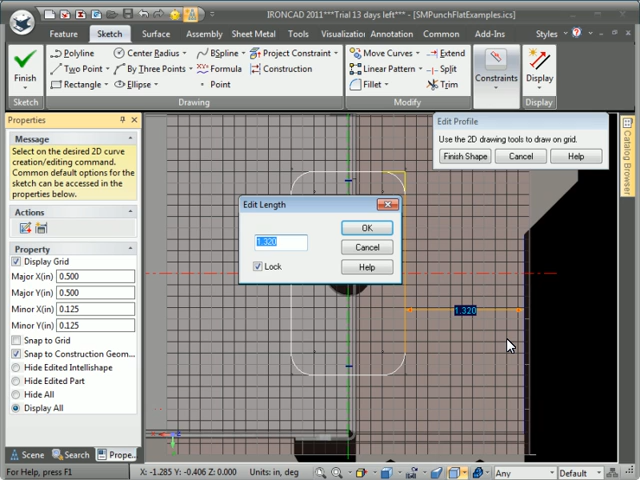 IRONCAD 2011***Trial 13 days left*** - [SMPunchFlatExamples.ics]
Feature Sketch Surface Assembly Sheet Metal Tools Visualization Annotation Common Add-Ins Styles
Finish
Polyline Center Radius BSpline Project Constraint
Two Point By Three Points Formula Construction
Rectangle Ellipse Point
Move Curves Extend
Linear Pattern Split
Fillet Trim
Constraints
Display
Sketch Drawing Modify Display
Properties
Message
Select on the desired 2D curve
creation/editing command.
Common default options for the
sketch can be accessed in the
properties below.
Actions
Property
Display Grid
Major X(in) 0.500
Major Y(in) 0.500
Minor X(in) 0.125
Minor Y(in) 0.125
Snap to Grid
Snap to Construction Geom...
Hide Edited Intellishape
Hide Edited Part
Hide All
Display All
Scene Search Prope...
Edit Profile
Use the 2D drawing tools to draw on grid.
Finish Shape Cancel Help
Catalog Browser
Edit Length
1.320
Lock
OK
Cancel
Help
1.320
For Help, press F1 X: -1.285 Y: -0.406 Z: 0.000 Units: in, deg Any Default